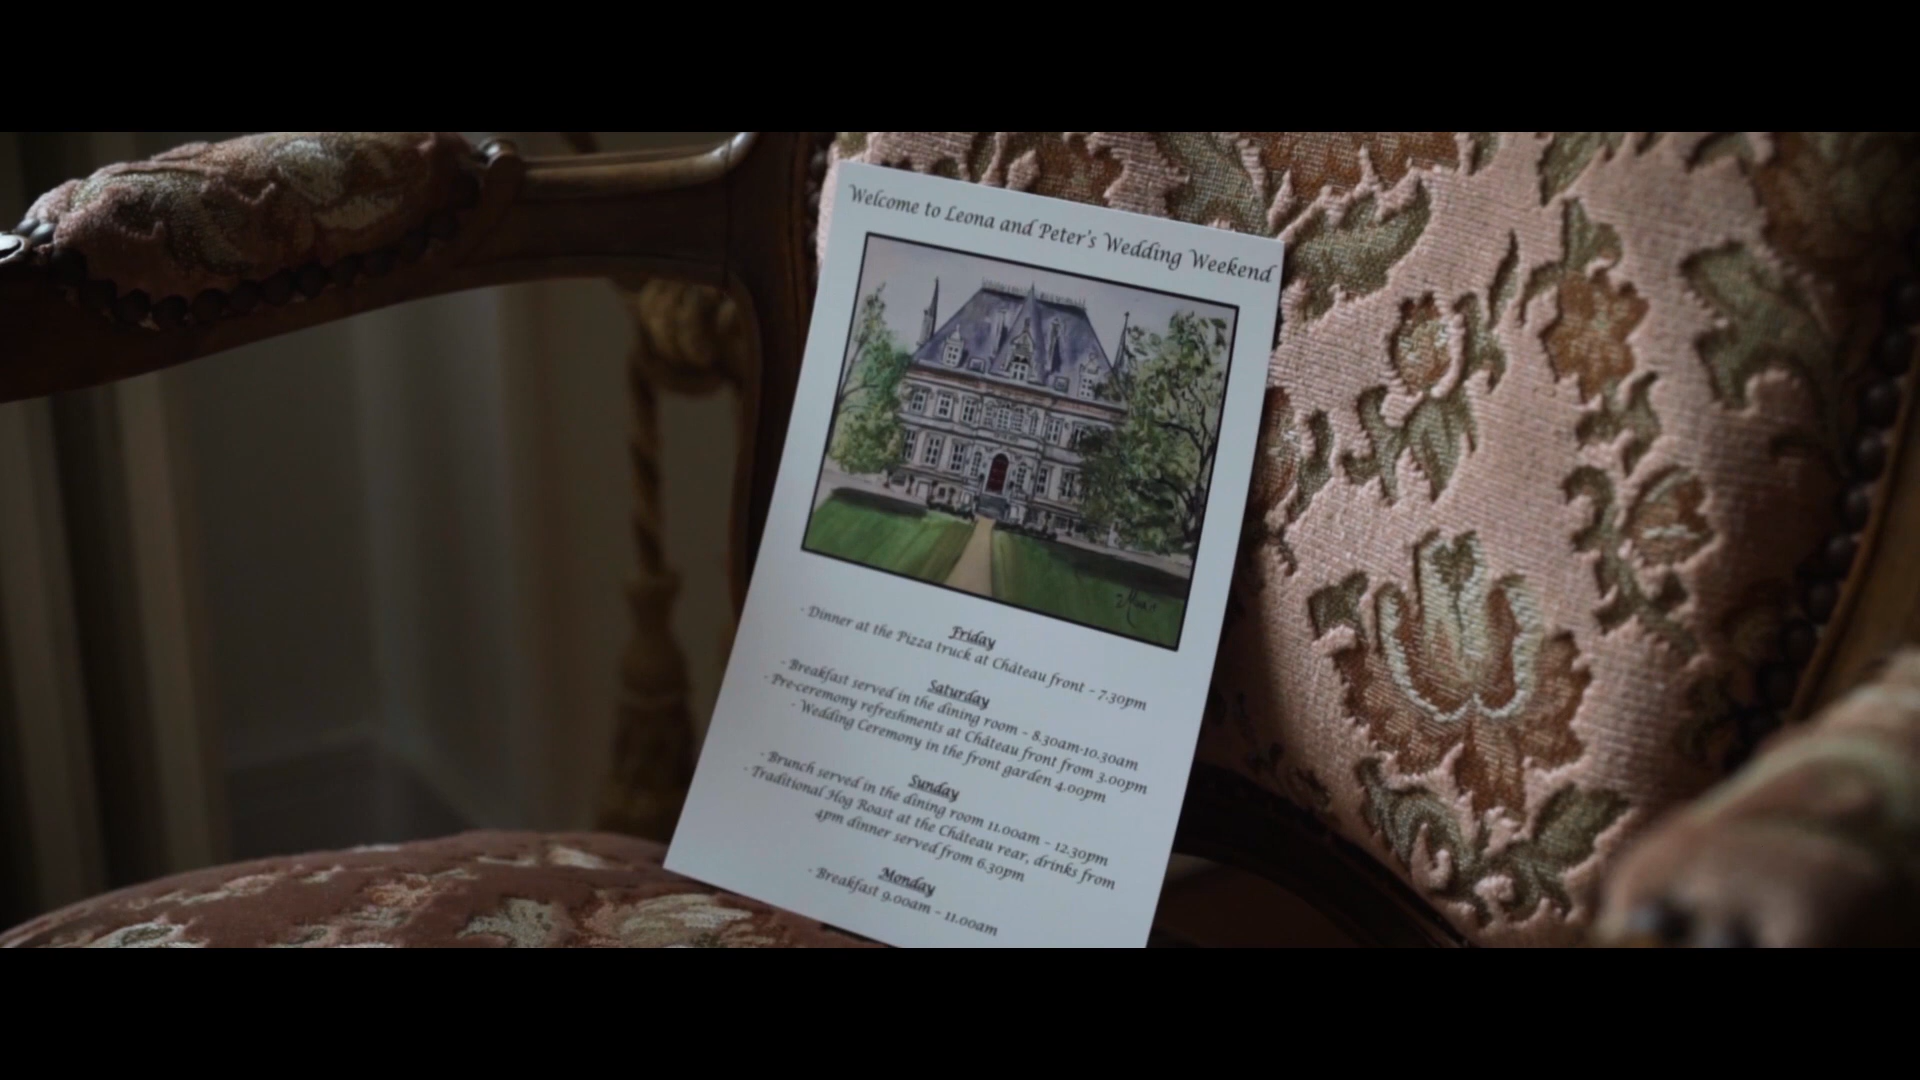 Welcome to Leona and Peter's Wedding Weekend
Friday
- Dinner at the Pizza truck at Château front - 7.30pm
Saturday
- Breakfast served in the dining room - 8.30am-10.30am
- Pre-ceremony refreshments at Château front from 3.00pm
- Wedding Ceremony in the front garden 4.00pm
Sunday
- Brunch served in the dining room 11.00am - 12.30pm
- Traditional Hog Roast at the Château rear, drinks from
4pm dinner served from 6.30pm
Monday
- Breakfast 9.00am - 11.00am